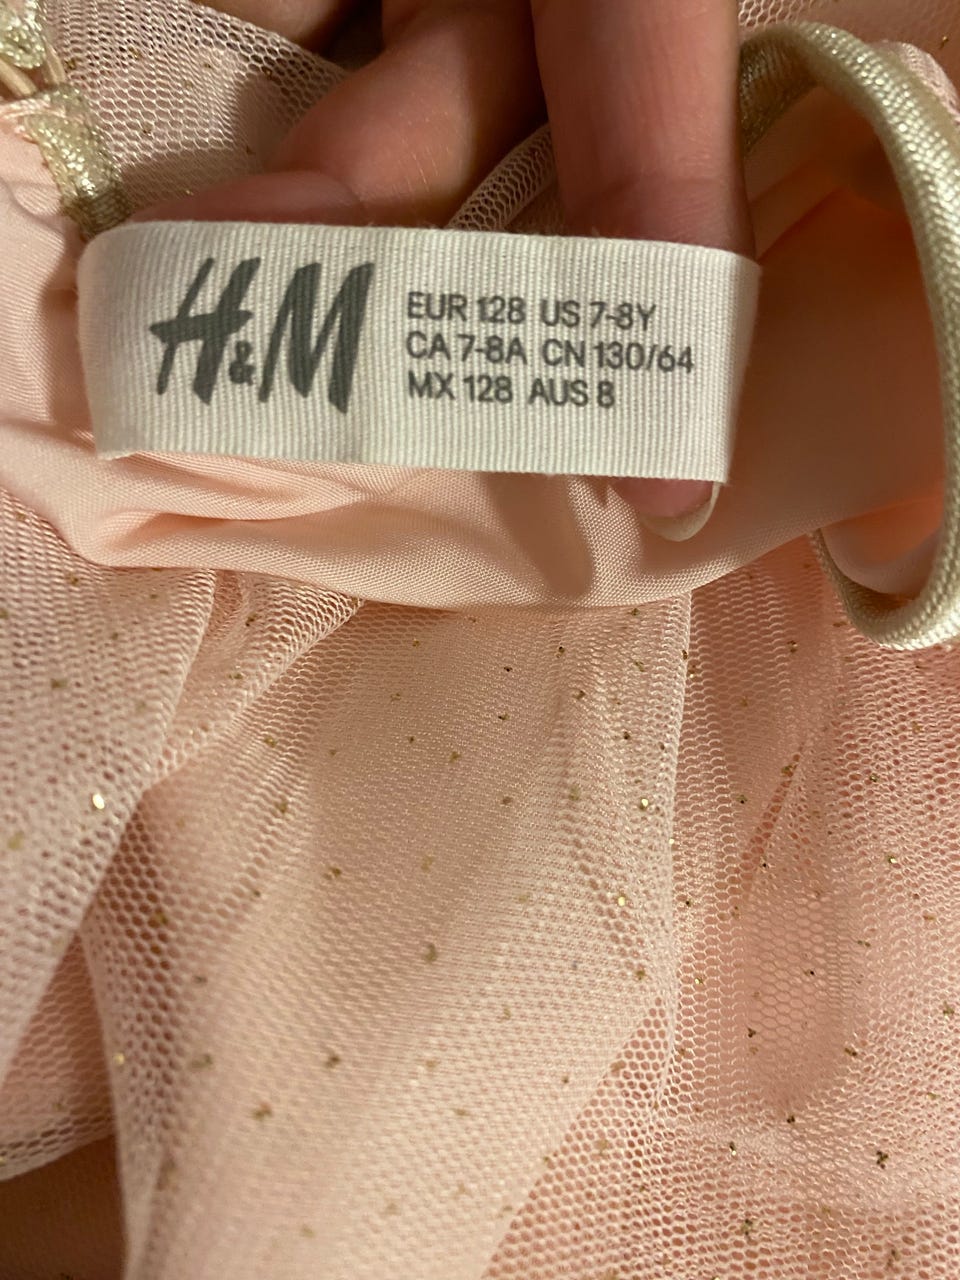 H&M
EUR 128 US 7-8Y
CA 7-8A CN 130/64
MX 128 AUS 8